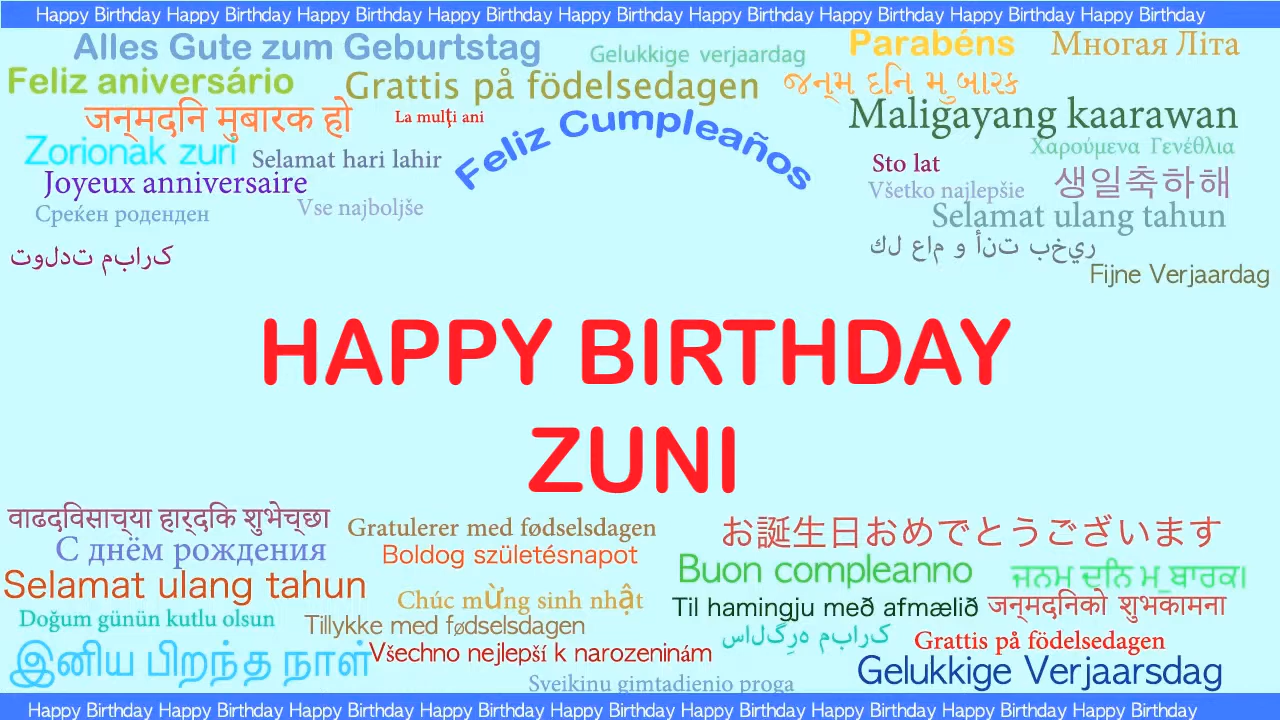 Happy Birthday Happy Birthday Happy Birthday Happy Birthday Happy Birthday Happy Birthday Happy Birthday Happy Birthday Happy Birthday
Alles Gute zum Geburtstag
Gelukkige verjaardag
Parabéns
Многая Літа
Feliz aniversário
Grattis på födelsedagen
જન્મ દિન મુબારક
जन्मदिन मुबारक हो
La mulţi ani
Feliz Cumpleaños
Maligayang kaarawan
Zorionak zuri
Selamat hari lahir
Χαρούμενα Γενέθλια
Sto lat
Joyeux anniversaire
Všetko najlepšie
생일축하해
Среќен роденден
Vse najboljše
Selamat ulang tahun
تولدت مبارک
كل عام و أنت بخير
Fijne Verjaardag
HAPPY BIRTHDAY
ZUNI
वाढदिवसाच्या हार्दिक शुभेच्छा
Gratulerer med fødselsdagen
お誕生日おめでとうございます
С днём рождения
Boldog születésnapot
Buon compleanno
ਜਨਮ ਦਿਨ ਮੁਬਾਰਕ।
Selamat ulang tahun
Chúc mừng sinh nhật
Til hamingju með afmælið
जन्मदिनको शुभकामना
Doğum günün kutlu olsun
Tillykke med fødselsdagen
سالگرہ مبارک
Grattis på födelsedagen
இனிய பிறந்த நாள்
Všechno nejlepší k narozeninám
Gelukkige Verjaarsdag
Sveikinu gimtadienio proga
Happy Birthday Happy Birthday Happy Birthday Happy Birthday Happy Birthday Happy Birthday Happy Birthday Happy Birthday Happy Birthday